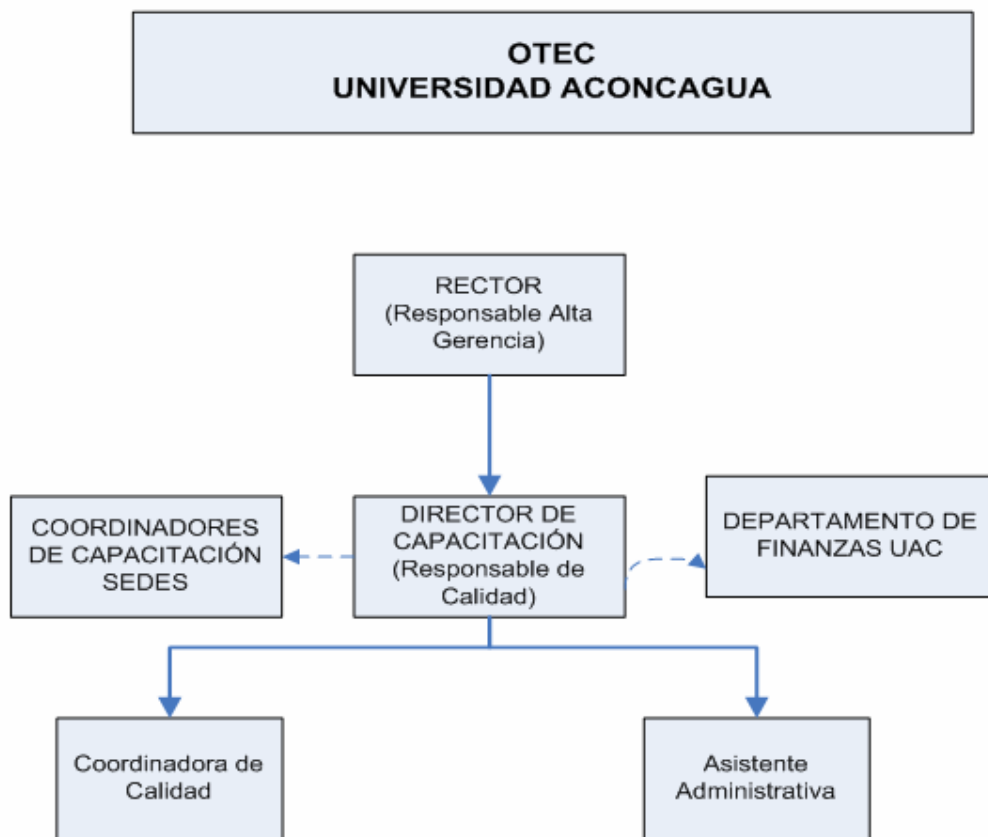 OTEC
UNIVERSIDAD ACONCAGUA
RECTOR
(Responsable Alta
Gerencia)
COORDINADORES
DE CAPACITACIÓN
SEDES
DIRECTOR DE
CAPACITACIÓN
(Responsable de
Calidad)
DEPARTAMENTO DE
FINANZAS UAC
Coordinadora de
Calidad
Asistente
Administrativa